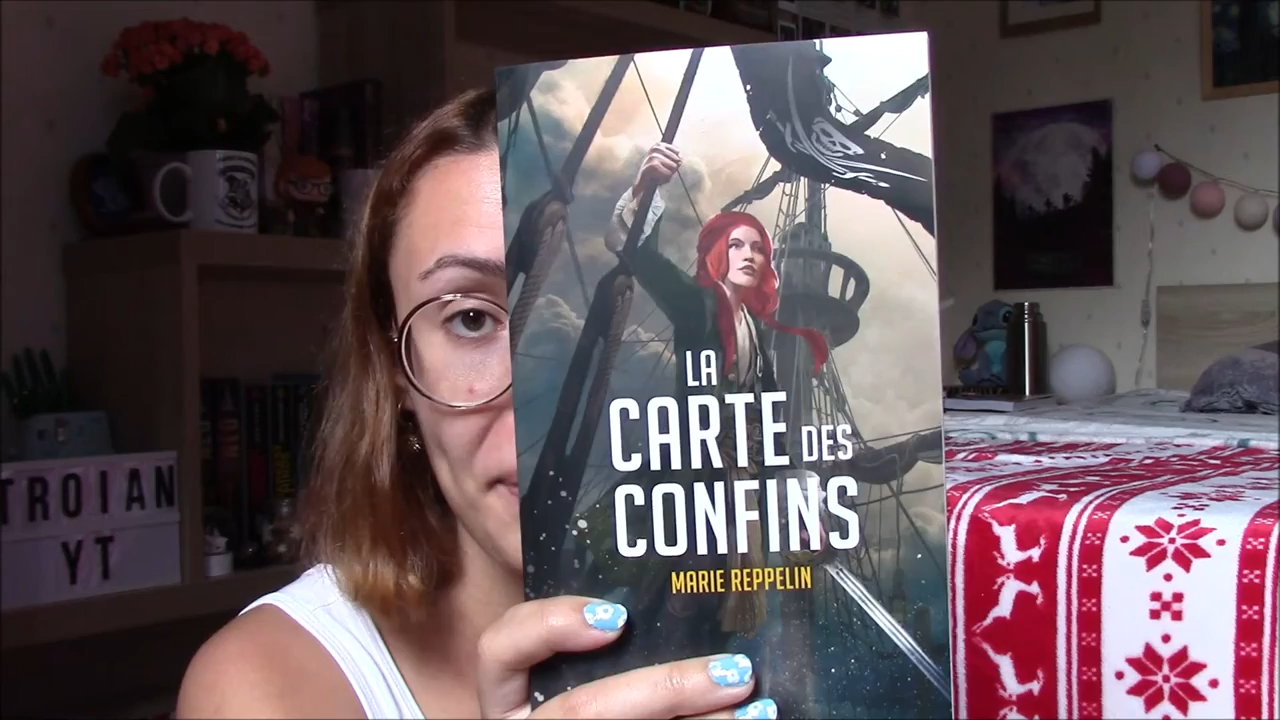 LA
CARTE DES
CONFINS
MARIE REPPELIN
TROIAN
YT